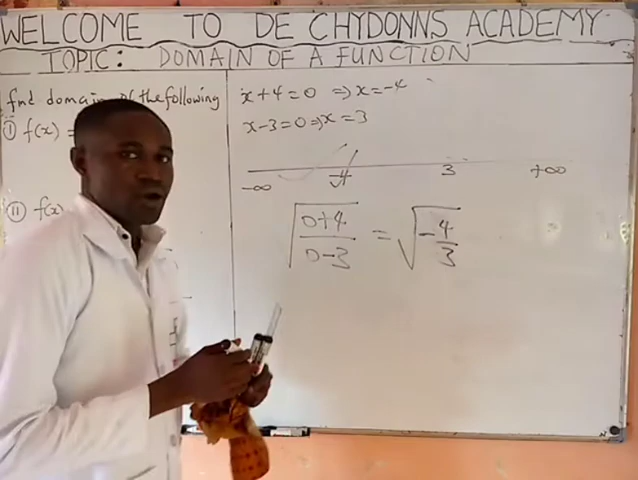 WELCOME TO DE CHYDONNS ACADEMY
TOPIC: DOMAIN OF A FUNCTION
find domain of the following
I f(x) =
II f(x)
x+4=0 => x=-4
x-3=0=>x=3
-∞ -4 3 +∞
√(0+4/0-3) = √(-4/3)